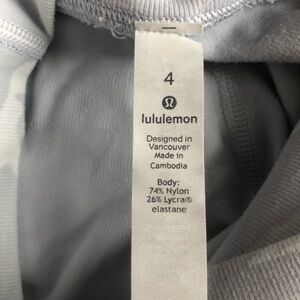 4
lululemon
Designed in
Vancouver
Made in
Cambodia
Body:
74% Nylon
26% Lycra®
elastane